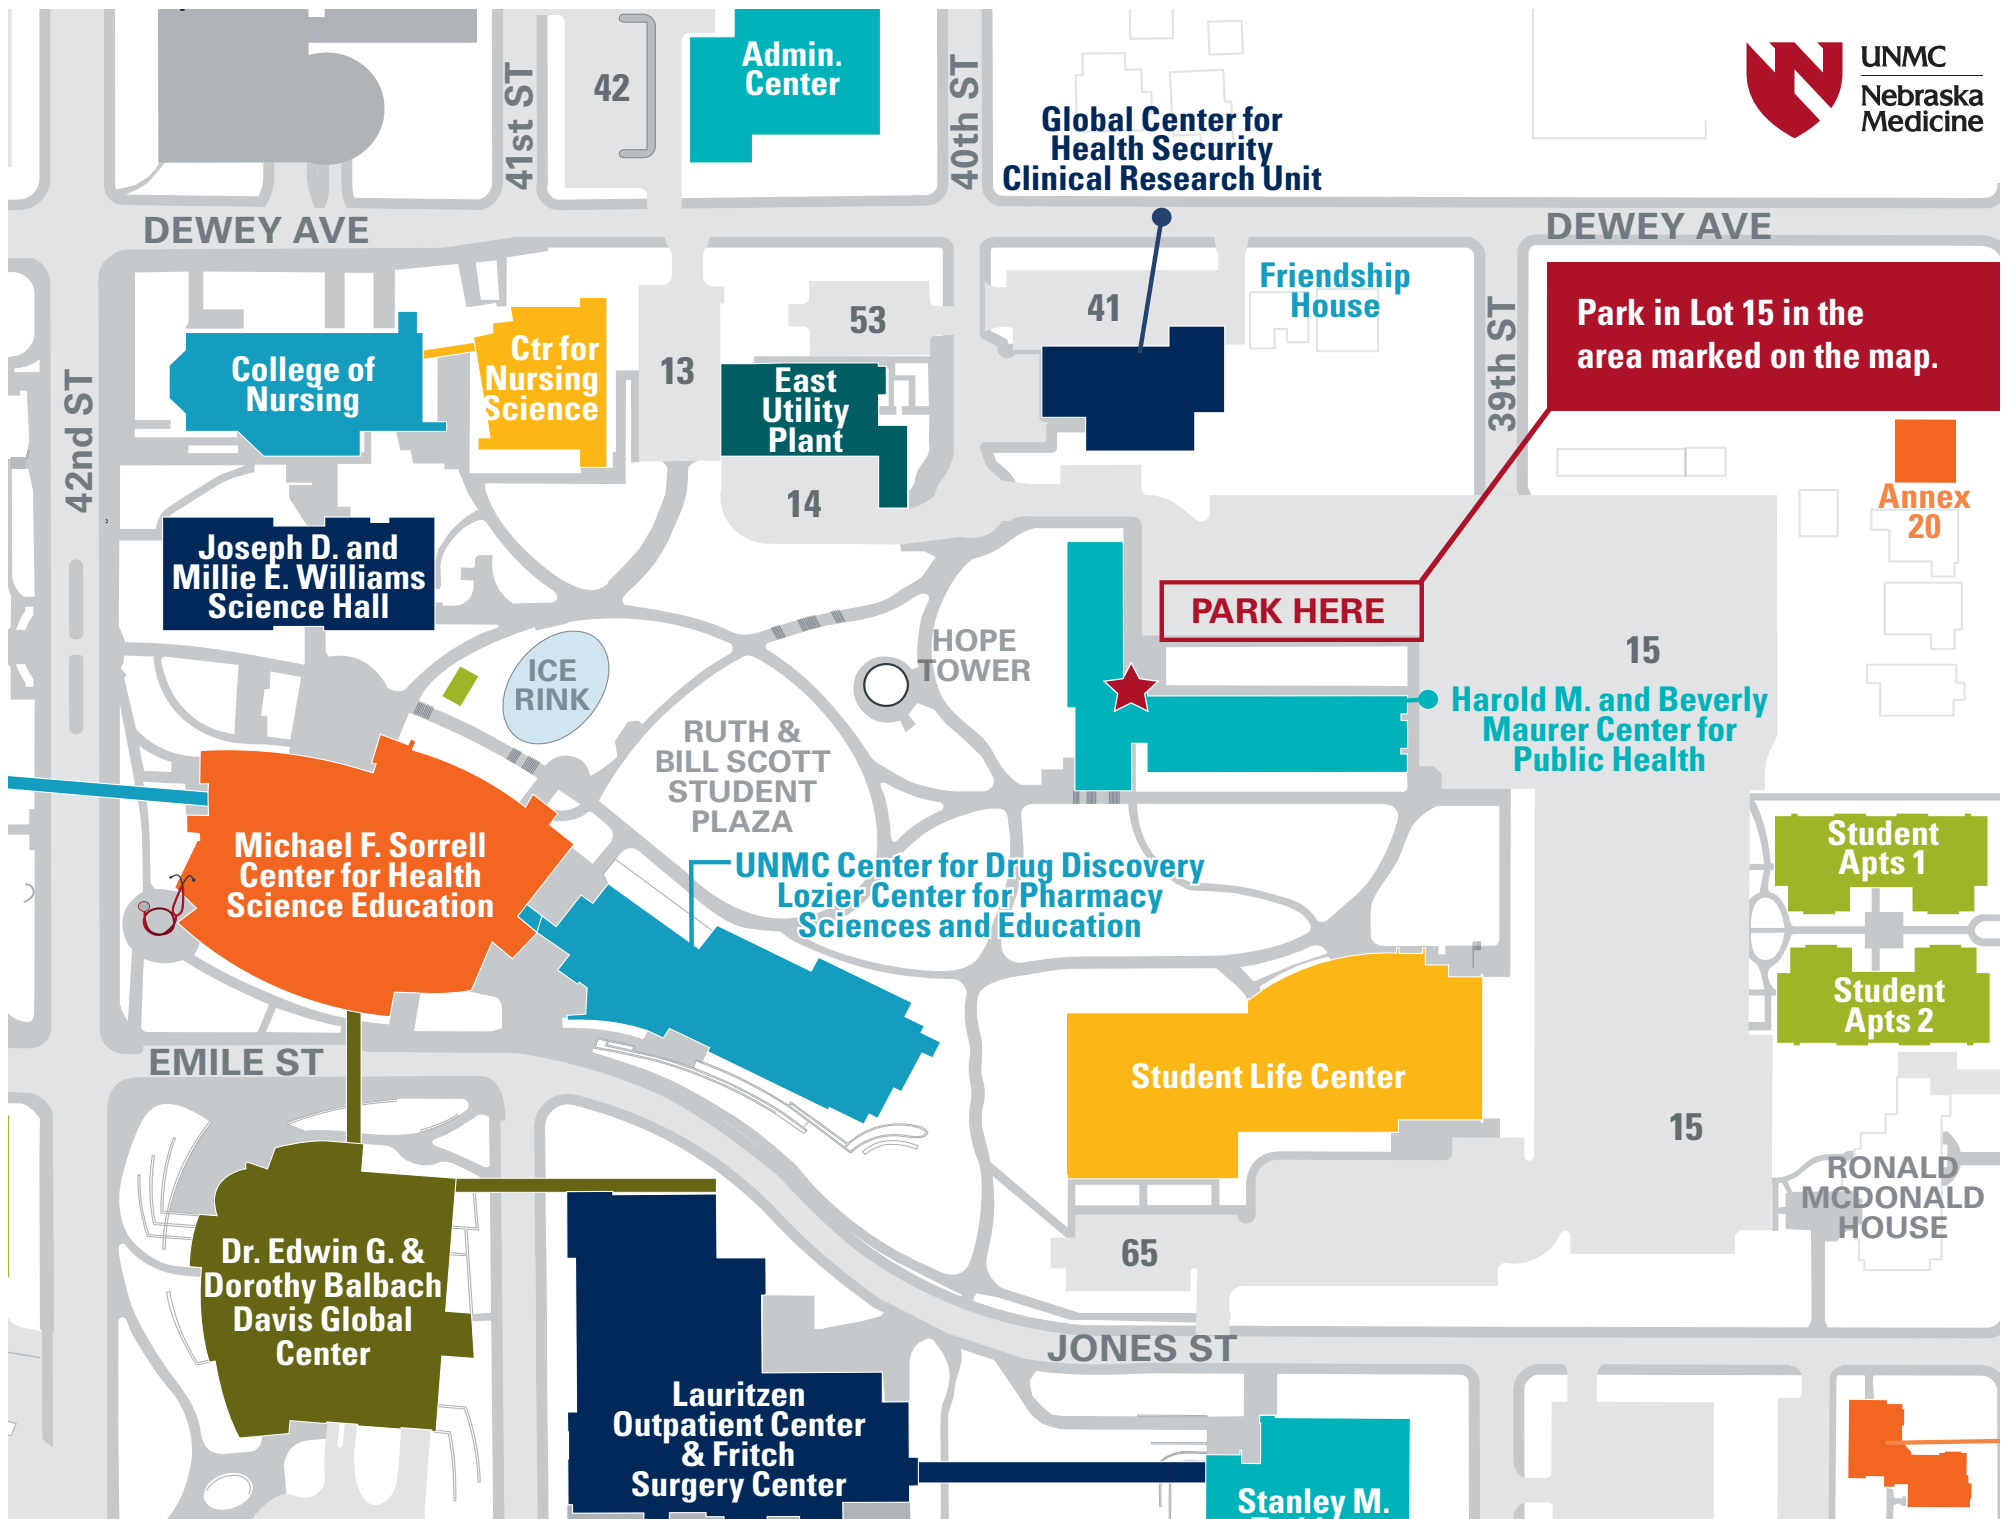 Admin.
Center
42
41st ST
40th ST
Global Center for
Health Security
Clinical Research Unit
UNMC
Nebraska
Medicine
DEWEY AVE
DEWEY AVE
Friendship
House
Park in Lot 15 in the
area marked on the map.
53
41
13
39th ST
College of
Nursing
Ctr for
Nursing
Science
East
Utility
Plant
42nd ST
14
Annex
20
Joseph D. and
Millie E. Williams
Science Hall
PARK HERE
ICE
RINK
HOPE
TOWER
15
RUTH &
BILL SCOTT
STUDENT
PLAZA
Harold M. and Beverly
Maurer Center for
Public Health
Michael F. Sorrell
Center for Health
Science Education
UNMC Center for Drug Discovery
Lozier Center for Pharmacy
Sciences and Education
Student
Apts 1
Student
Apts 2
EMILE ST
Student Life Center
15
RONALD
MCDONALD
HOUSE
Dr. Edwin G. &
Dorothy Balbach
Davis Global
Center
65
JONES ST
Lauritzen
Outpatient Center
& Fritch
Surgery Center
Stanley M.